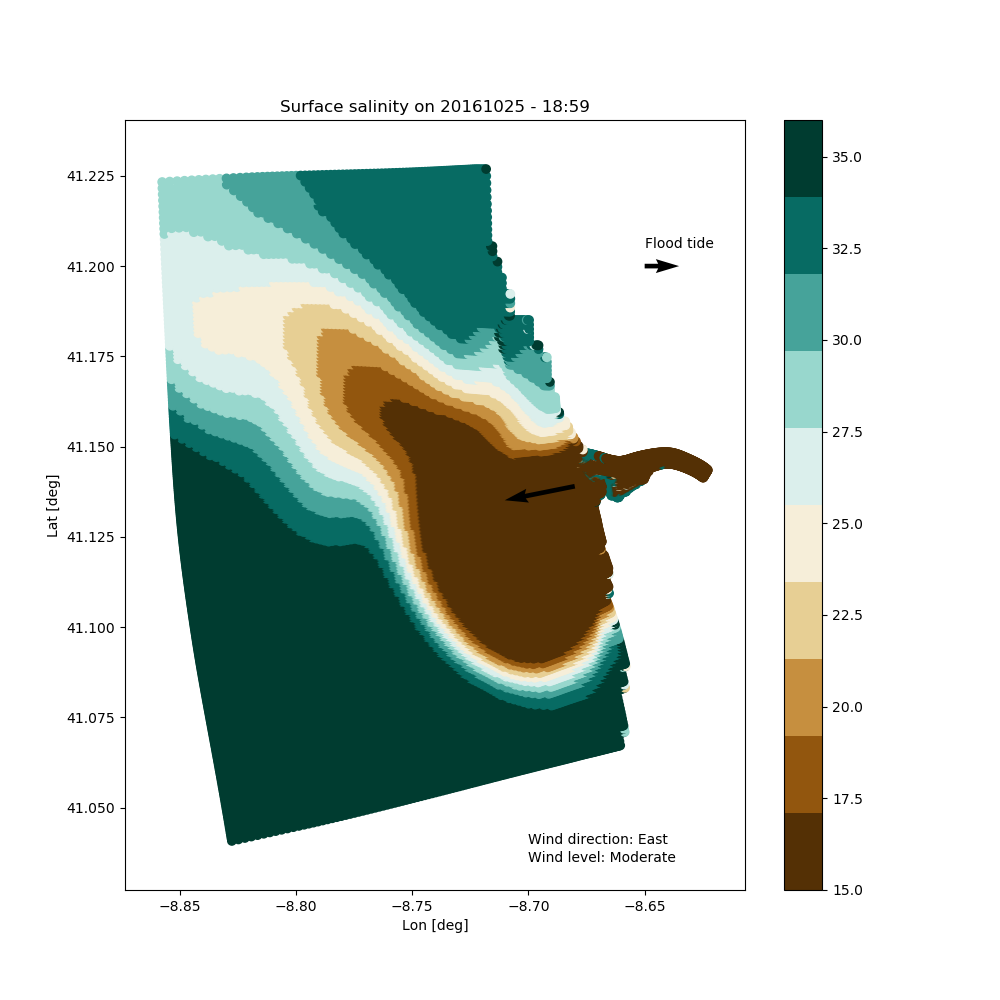 Surface salinity on 20161025 - 18:59
41.225
41.200
41.175
41.150
41.125
41.100
41.075
41.050
Lat [deg]
Flood tide
Wind direction: East
Wind level: Moderate
−8.85 −8.80 −8.75 −8.70 −8.65
Lon [deg]
35.0
32.5
30.0
27.5
25.0
22.5
20.0
17.5
15.0